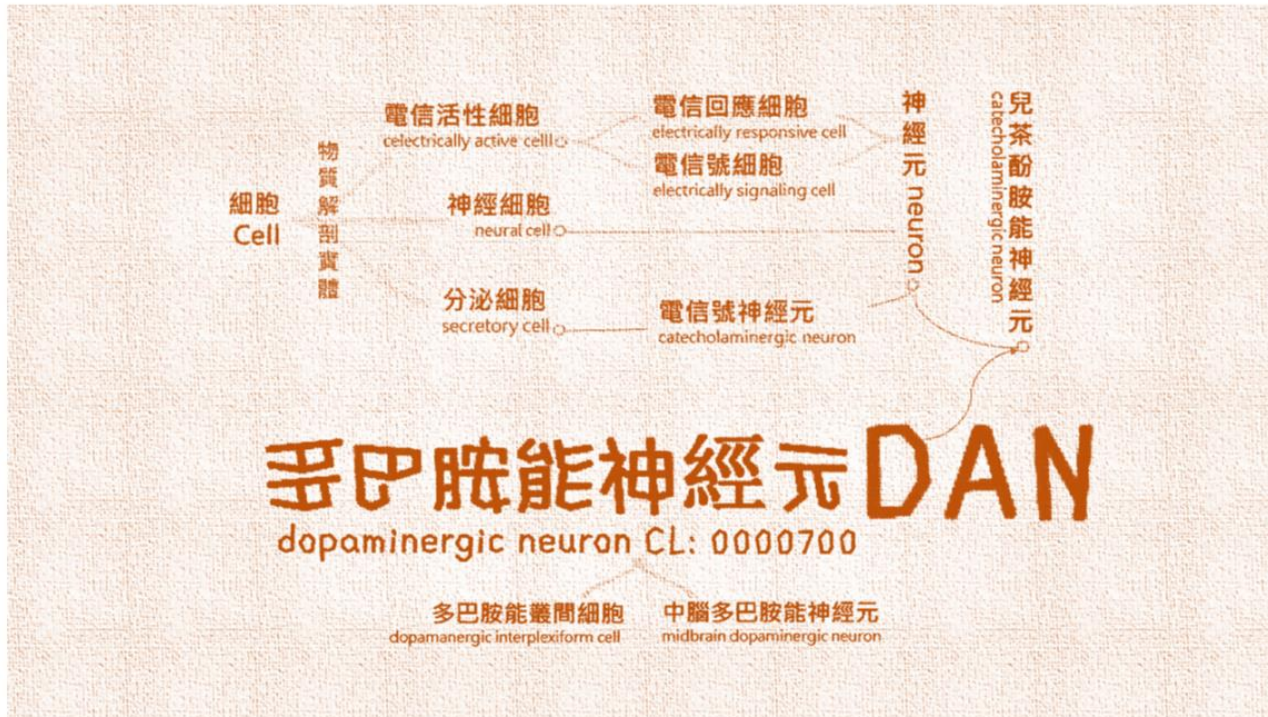 細胞
Cell
物質解剖實體
電信活性細胞
celectrically active celll
神經細胞
neural cell
分泌細胞
secretory cell
電信回應細胞
electrically responsive cell
電信號細胞
electrically signaling cell
電信號神經元
catecholaminergic neuron
神經元 neuron
兒茶酚胺能神經元
catecholaminergic neuron
多巴胺能神經元DAN
dopaminergic neuron CL: 0000700
多巴胺能叢間細胞
dopamanergic interplexiform cell
中腦多巴胺能神經元
midbrain dopaminergic neuron